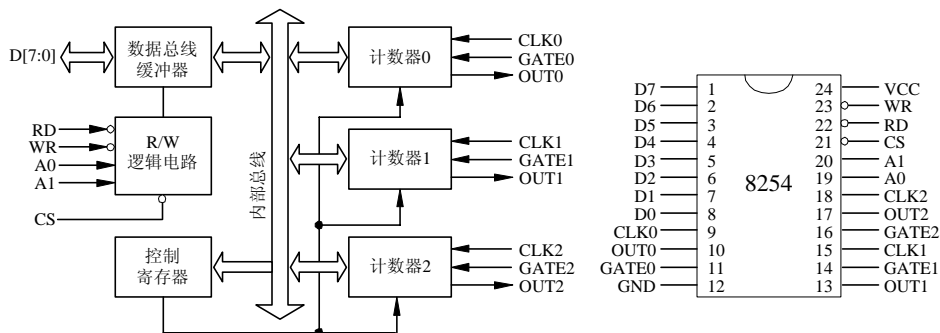 D[7:0]
数据总线
缓冲器
RD
WR
A0
A1
R/W
逻辑电路
CS
控制
寄存器
内部总线
计数器0
CLK0
GATE0
OUT0
计数器1
CLK1
GATE1
OUT1
计数器2
CLK2
GATE2
OUT2
8254
D7 1 24 VCC
D6 2 23 WR
D5 3 22 RD
D4 4 21 CS
D3 5 20 A1
D2 6 19 A0
D1 7 18 CLK2
D0 8 17 OUT2
CLK0 9 16 GATE2
OUT0 10 15 CLK1
GATE0 11 14 GATE1
GND 12 13 OUT1